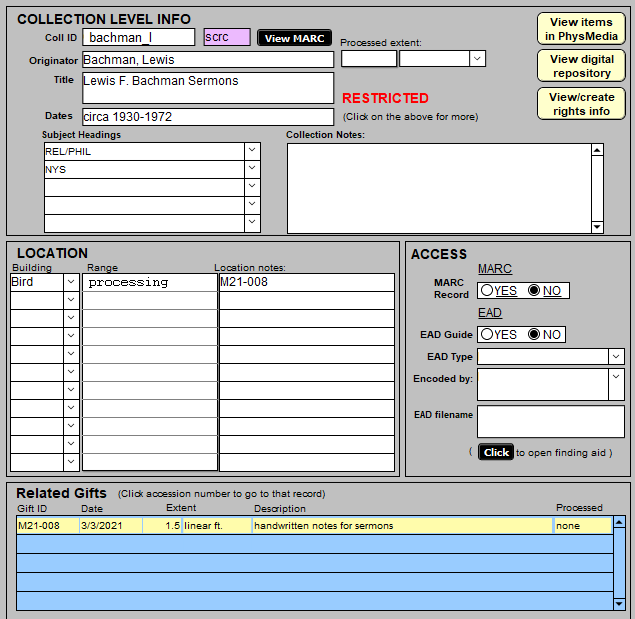 COLLECTION LEVEL INFO
Coll ID bachman_l scrc View MARC
Processed extent:
Originator Bachman, Lewis
Title Lewis F. Bachman Sermons
RESTRICTED
Dates circa 1930-1972
(Click on the above for more)
View items in PhysMedia
View digital repository
View/create rights info
Subject Headings
REL/PHIL
NYS
Collection Notes:
LOCATION
Building Range Location notes:
Bird processing M21-008
ACCESS
MARC
MARC Record YES NO
EAD
EAD Guide YES NO
EAD Type
Encoded by:
EAD filename
( Click to open finding aid )
Related Gifts (Click accession number to go to that record)
Gift ID Date Extent Description Processed
M21-008 3/3/2021 1.5 linear ft. handwritten notes for sermons none